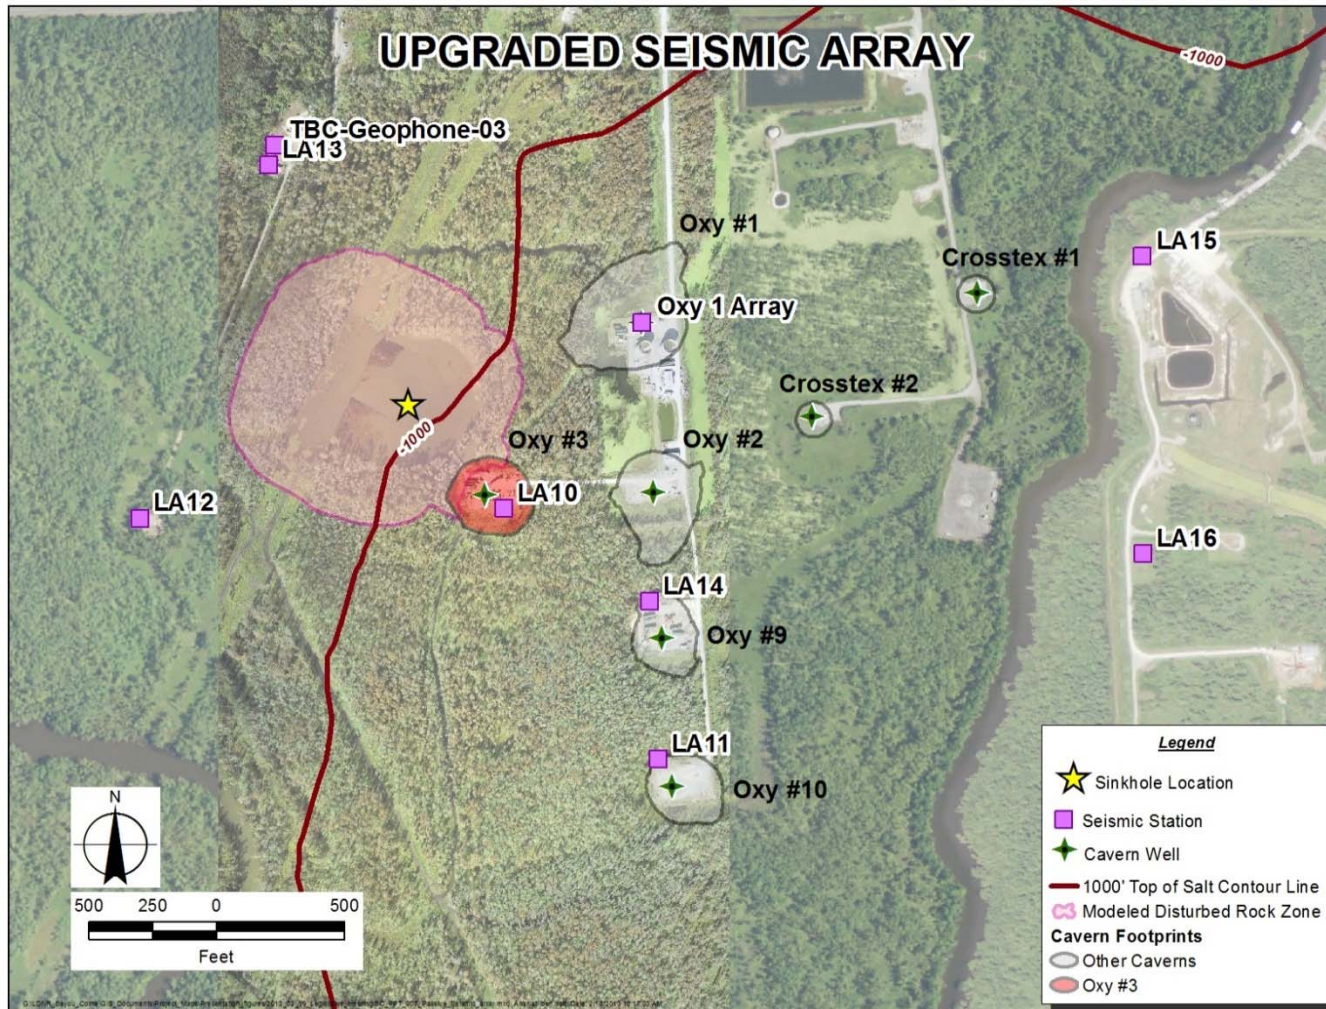 UPGRADED SEISMIC ARRAY
-1000
TBC-Geophone-03
LA13
Oxy #1
LA15
Crosstex #1
Oxy 1 Array
Crosstex #2
-1000
Oxy #3
Oxy #2
LA12
LA10
LA16
LA14
Oxy #9
LA11
Oxy #10
Legend
Sinkhole Location
Seismic Station
Cavern Well
1000' Top of Salt Contour Line
Modeled Disturbed Rock Zone
Cavern Footprints
Other Caverns
Oxy #3
N
500 250 0 500
Feet